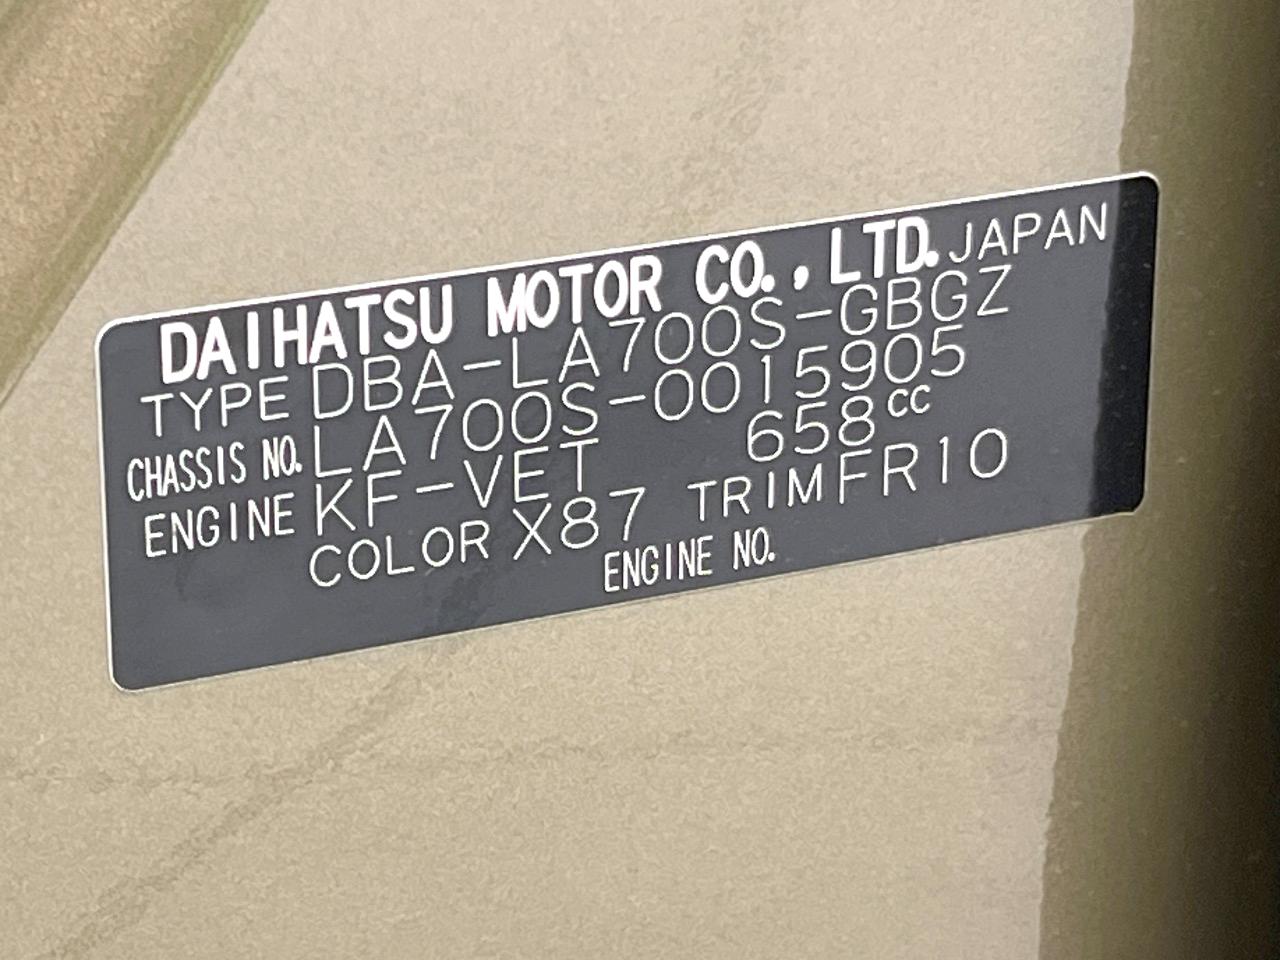 DAIHATSU MOTOR CO., LTD. JAPAN
TYPE DBA-LA700S-GBGZ
CHASSIS NO. LA700S-0015905
ENGINE KF-VET 658cc
COLOR X87 TRIM FR10
ENGINE NO.